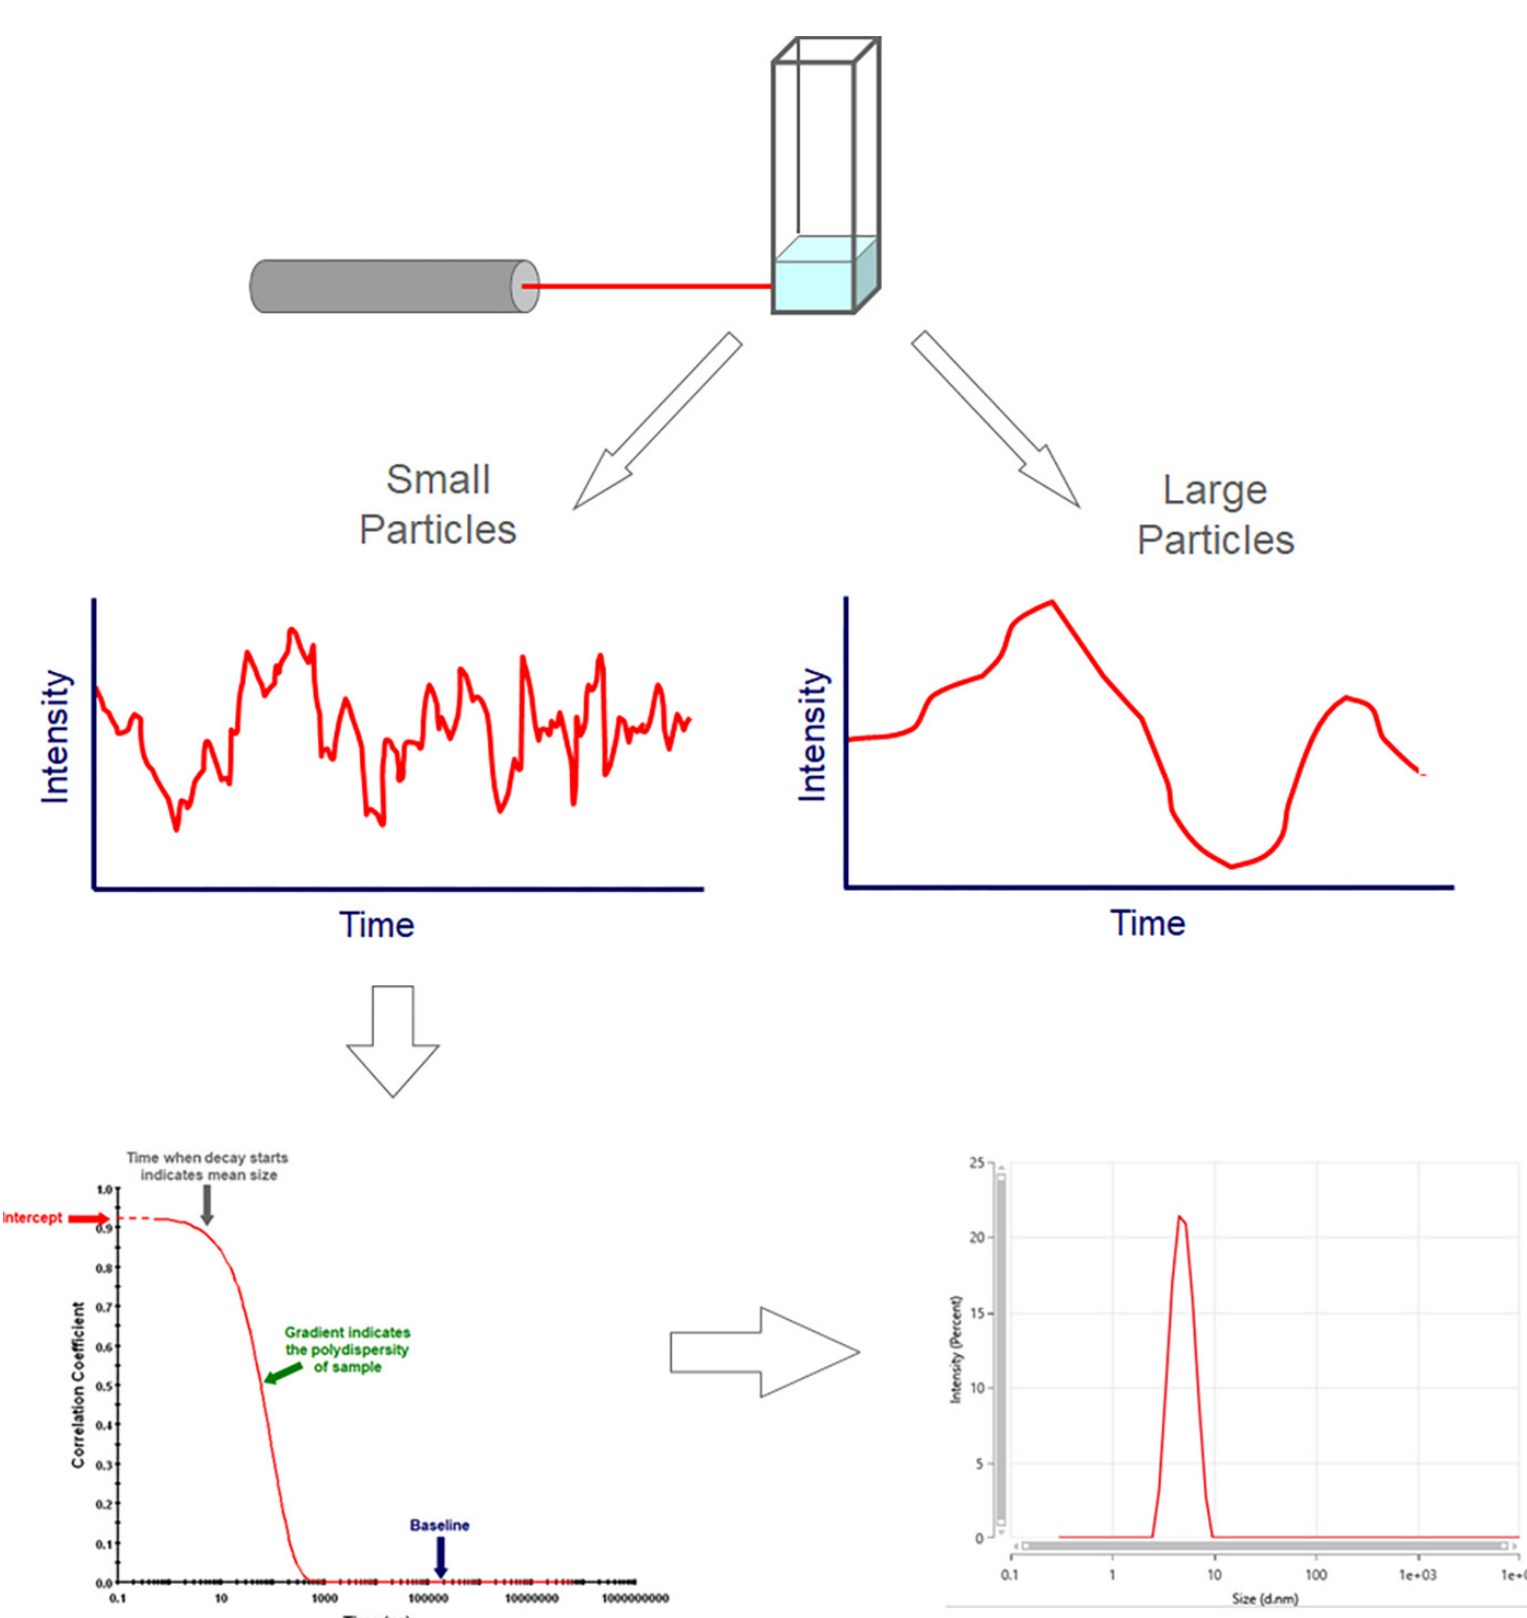 Small
Particles
Large
Particles
Intensity
Time
Intensity
Time
Time when decay starts
indicates mean size
Intercept
1.0
0.9
0.8
0.7
0.6
0.5
0.4
0.3
0.2
0.1
0.0
Correlation Coefficient
Gradient indicates
the polydispersity
of sample
Baseline
0.1 10 1000 100000 10000000 1000000000
25
20
15
10
5
0
Intensity (Percent)
0.1 1 10 100 1e+03
Size (d.nm)